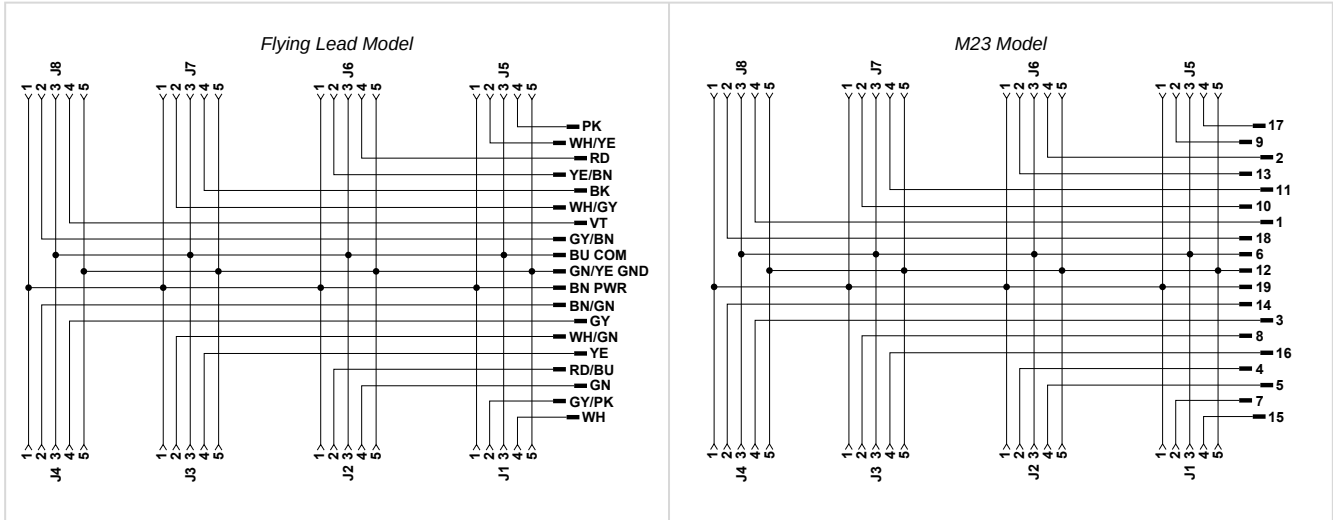 Flying Lead Model
J8 J7 J6 J5
1 2 3 4 5 1 2 3 4 5 1 2 3 4 5 1 2 3 4 5
PK
WH/YE
RD
YE/BN
BK
WH/GY
VT
GY/BN
BU COM
GN/YE GND
BN PWR
BN/GN
GY
WH/GN
YE
RD/BU
GN
GY/PK
WH
1 2 3 4 5 1 2 3 4 5 1 2 3 4 5 1 2 3 4 5
J4 J3 J2 J1
M23 Model
J8 J7 J6 J5
1 2 3 4 5 1 2 3 4 5 1 2 3 4 5 1 2 3 4 5
17
9
2
13
11
10
1
18
6
12
19
14
3
8
16
4
5
7
15
1 2 3 4 5 1 2 3 4 5 1 2 3 4 5 1 2 3 4 5
J4 J3 J2 J1